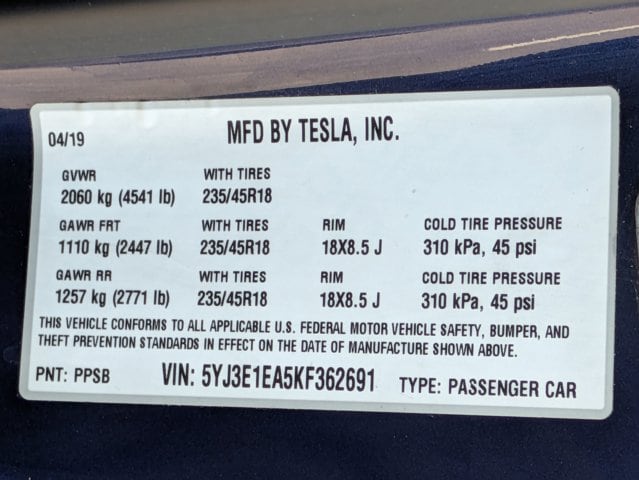 04/19 MFD BY TESLA, INC.
GVWR WITH TIRES
2060 kg (4541 lb) 235/45R18
GAWR FRT WITH TIRES RIM COLD TIRE PRESSURE
1110 kg (2447 lb) 235/45R18 18X8.5 J 310 kPa, 45 psi
GAWR RR WITH TIRES RIM COLD TIRE PRESSURE
1257 kg (2771 lb) 235/45R18 18X8.5 J 310 kPa, 45 psi
THIS VEHICLE CONFORMS TO ALL APPLICABLE U.S. FEDERAL MOTOR VEHICLE SAFETY, BUMPER, AND
THEFT PREVENTION STANDARDS IN EFFECT ON THE DATE OF MANUFACTURE SHOWN ABOVE.
PNT: PPSB VIN: 5YJ3E1EA5KF362691 TYPE: PASSENGER CAR